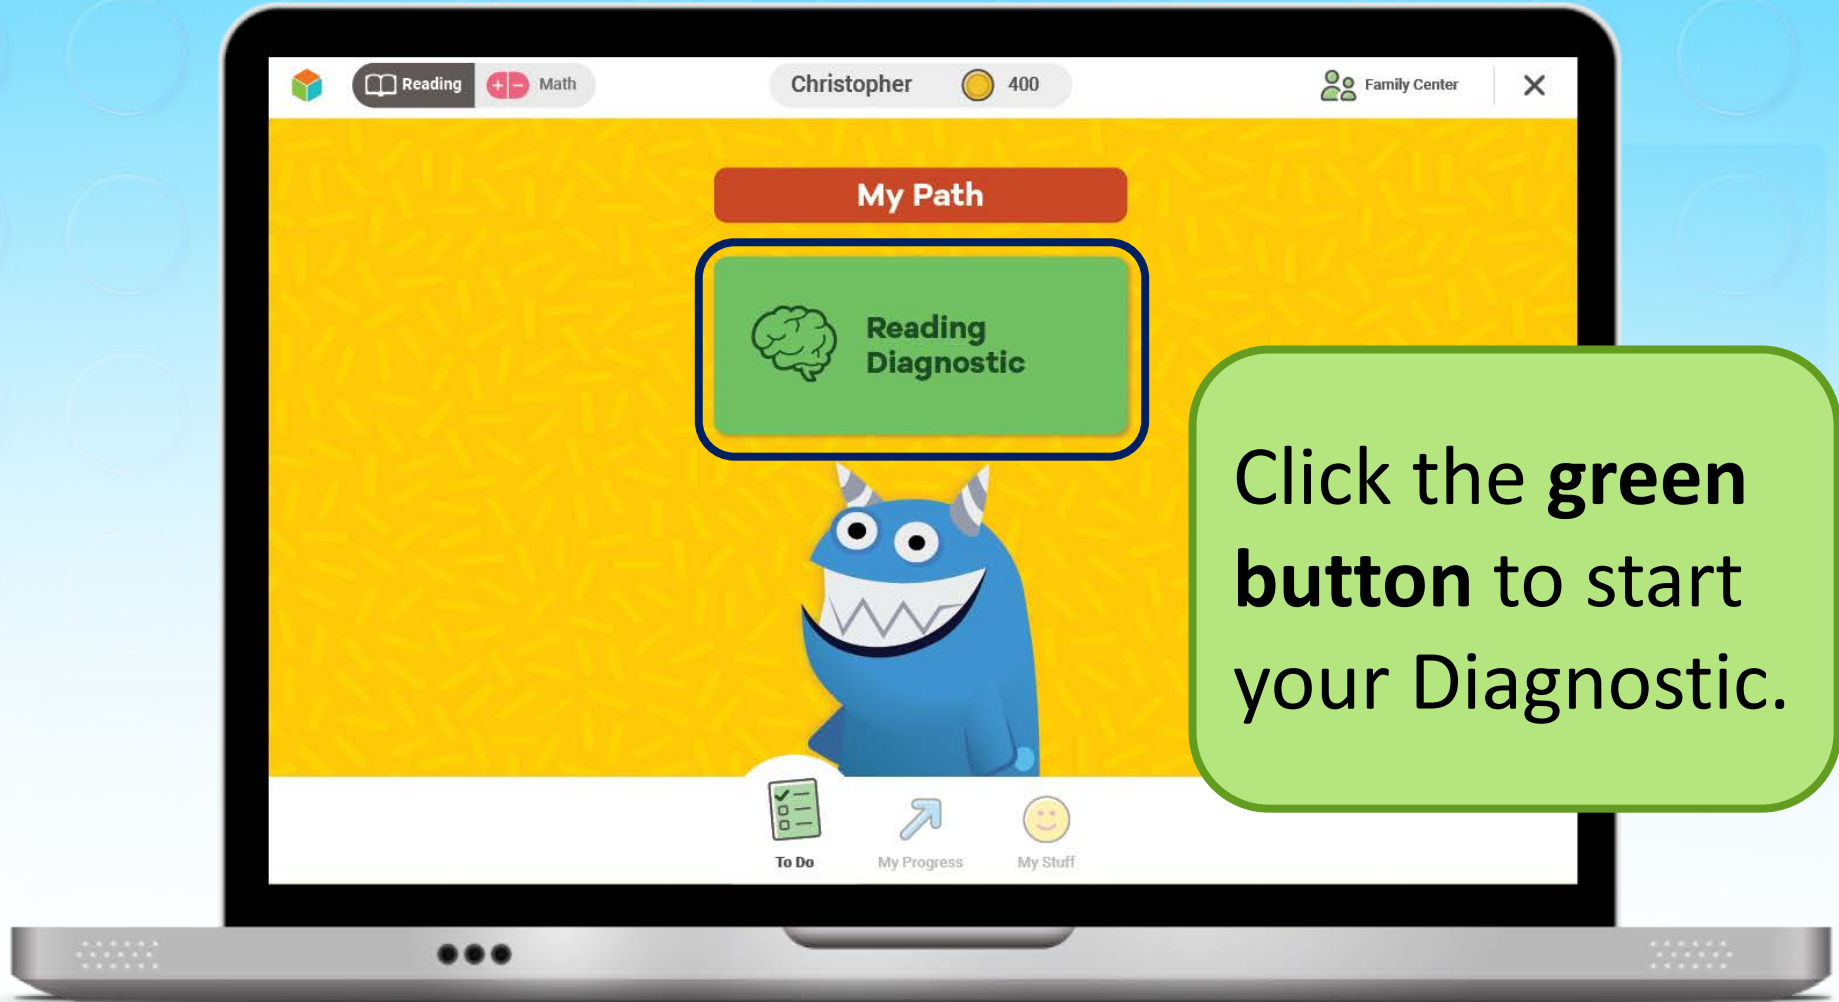 Reading
Math
Christopher
400
Family Center
My Path
Reading
Diagnostic
Click the green
button to start
your Diagnostic.
To Do
My Progress
My Stuff